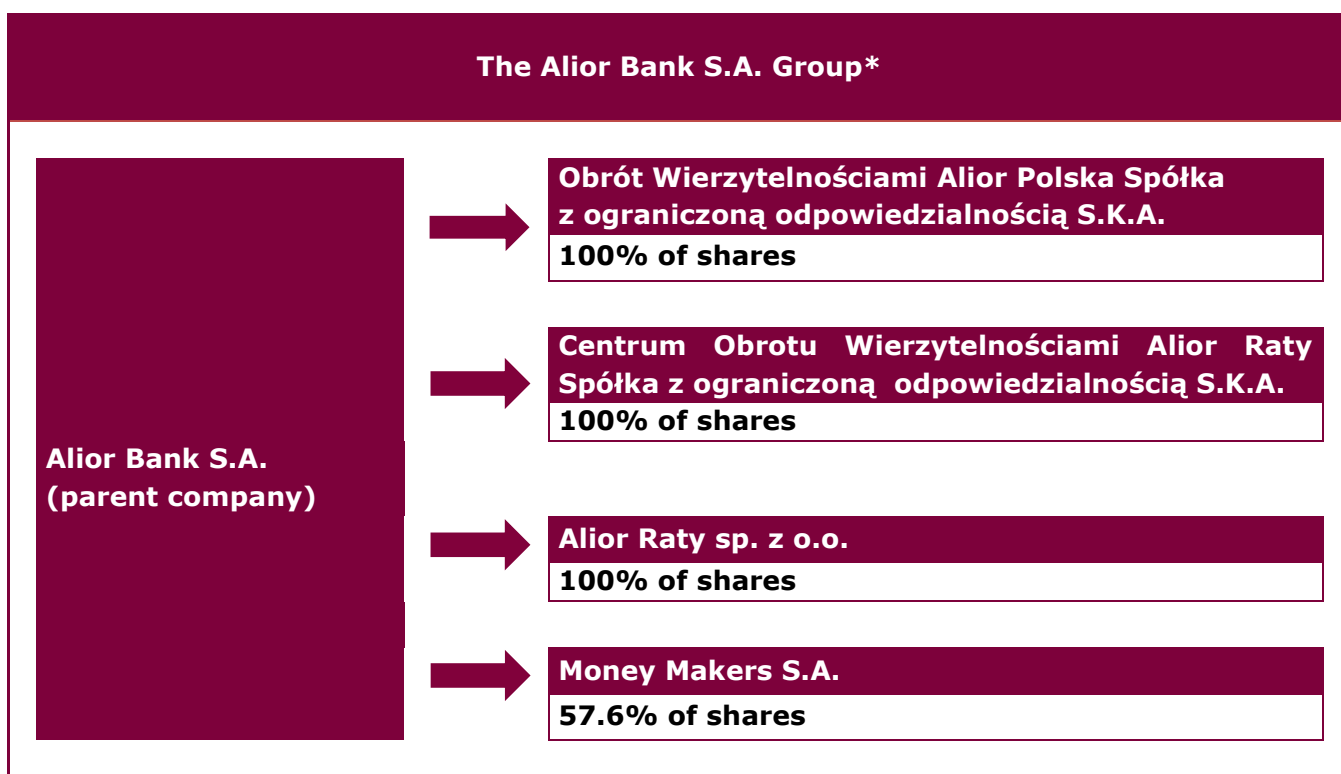 The Alior Bank S.A. Group*
Alior Bank S.A.
(parent company)
Obrót Wierzytelnościami Alior Polska Spółka
z ograniczoną odpowiedzialnością S.K.A.
100% of shares
Centrum Obrotu Wierzytelnościami Alior Raty
Spółka z ograniczoną odpowiedzialnością S.K.A.
100% of shares
Alior Raty sp. z o.o.
100% of shares
Money Makers S.A.
57.6% of shares